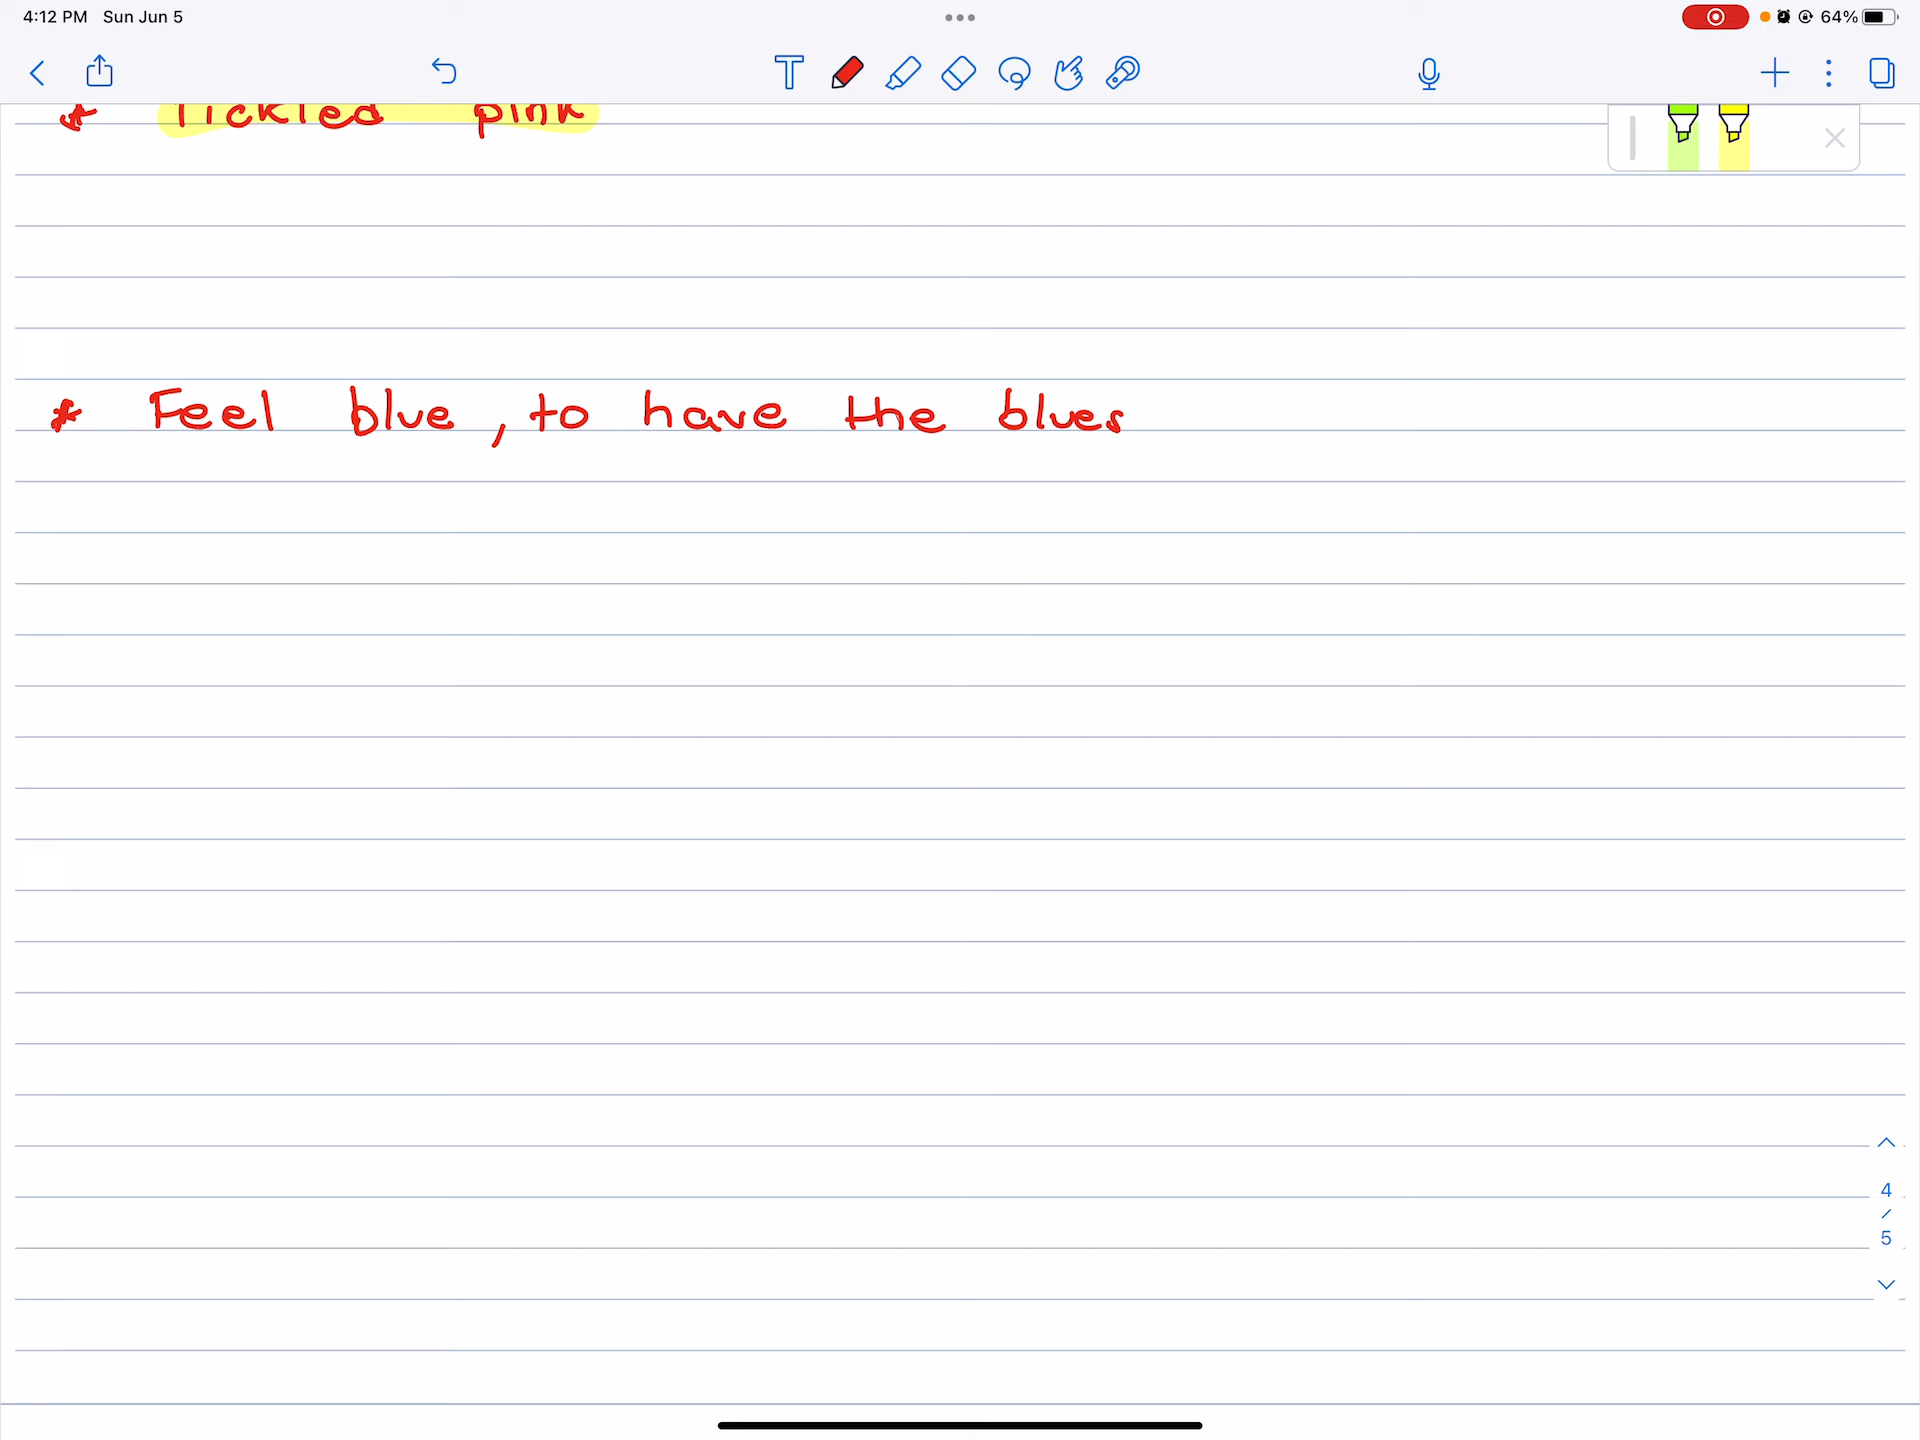 4:12 PM Sun Jun 5
64%
* Tickled pink
* Feel blue, to have the blues
4
/
5